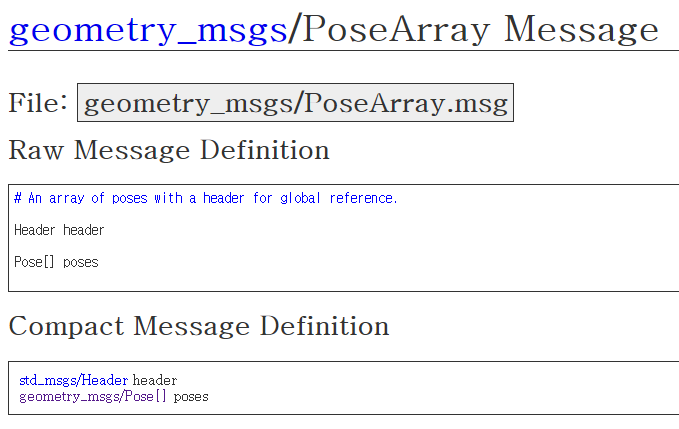 geometry_msgs/PoseArray Message
File: geometry_msgs/PoseArray.msg
Raw Message Definition
# An array of poses with a header for global reference.
Header header
Pose[] poses
Compact Message Definition
std_msgs/Header header
geometry_msgs/Pose[] poses